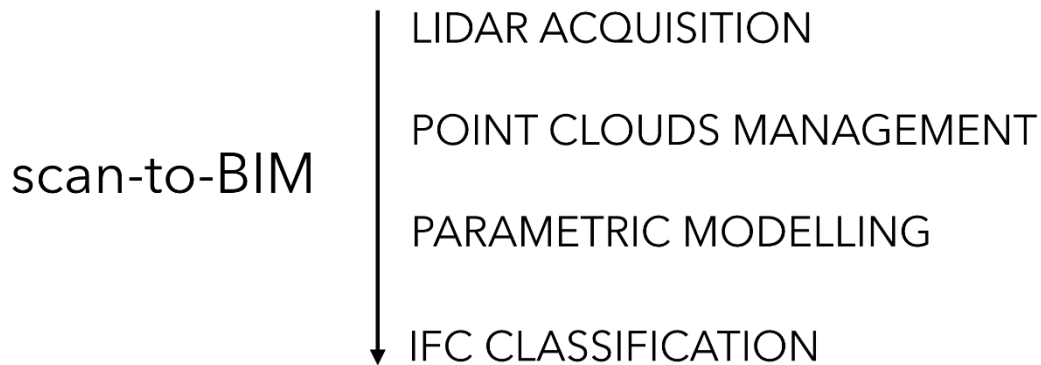 scan-to-BIM
LIDAR ACQUISITION
POINT CLOUDS MANAGEMENT
PARAMETRIC MODELLING
IFC CLASSIFICATION